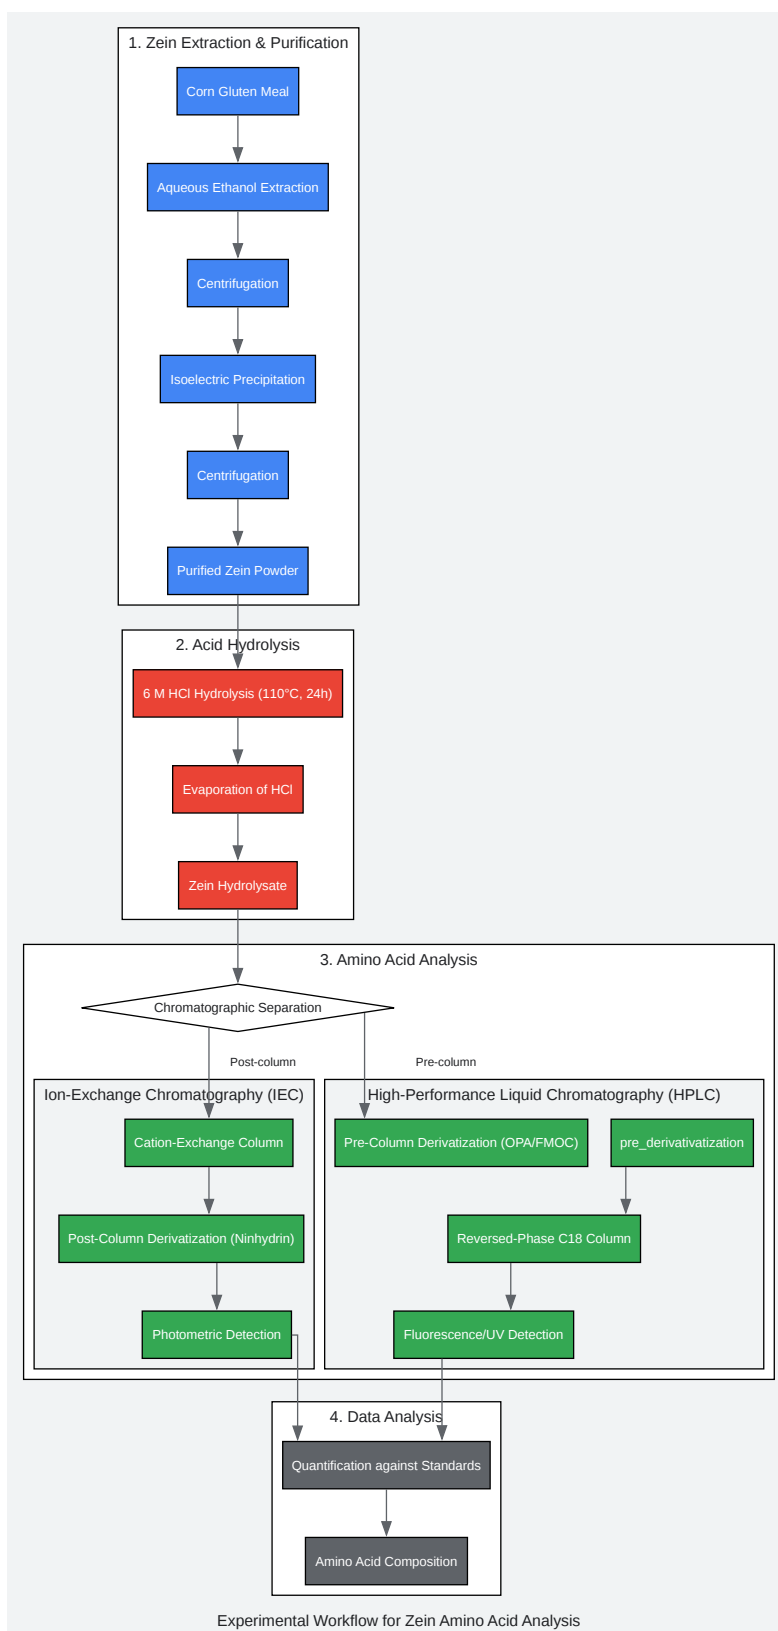 1. Zein Extraction & Purification
Corn Gluten Meal
Aqueous Ethanol Extraction
Centrifugation
Isoelectric Precipitation
Centrifugation
Purified Zein Powder
2. Acid Hydrolysis
6 M HCl Hydrolysis (110°C, 24h)
Evaporation of HCl
Zein Hydrolysate
3. Amino Acid Analysis
Chromatographic Separation
Post-column
Pre-column
Ion-Exchange Chromatography (IEC)
Cation-Exchange Column
Post-Column Derivatization (Ninhydrin)
Photometric Detection
High-Performance Liquid Chromatography (HPLC)
Pre-Column Derivatization (OPA/FMOC)
pre_derivativatization
Reversed-Phase C18 Column
Fluorescence/UV Detection
4. Data Analysis
Quantification against Standards
Amino Acid Composition
Experimental Workflow for Zein Amino Acid Analysis